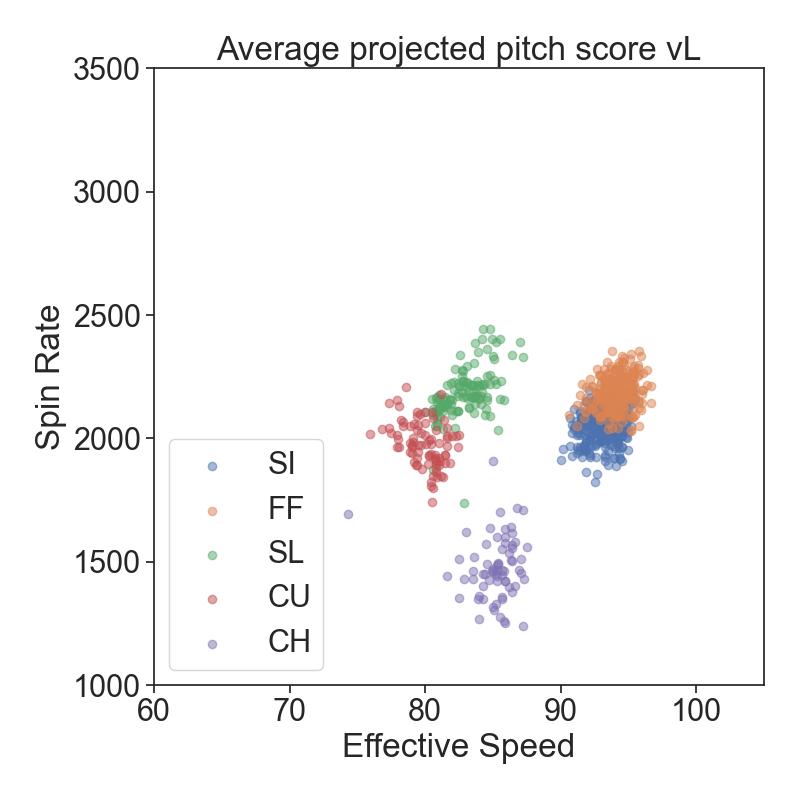 Average projected pitch score vL
3500
3000
2500
2000
1500
1000
Spin Rate
SI
FF
SL
CU
CH
60 70 80 90 100
Effective Speed